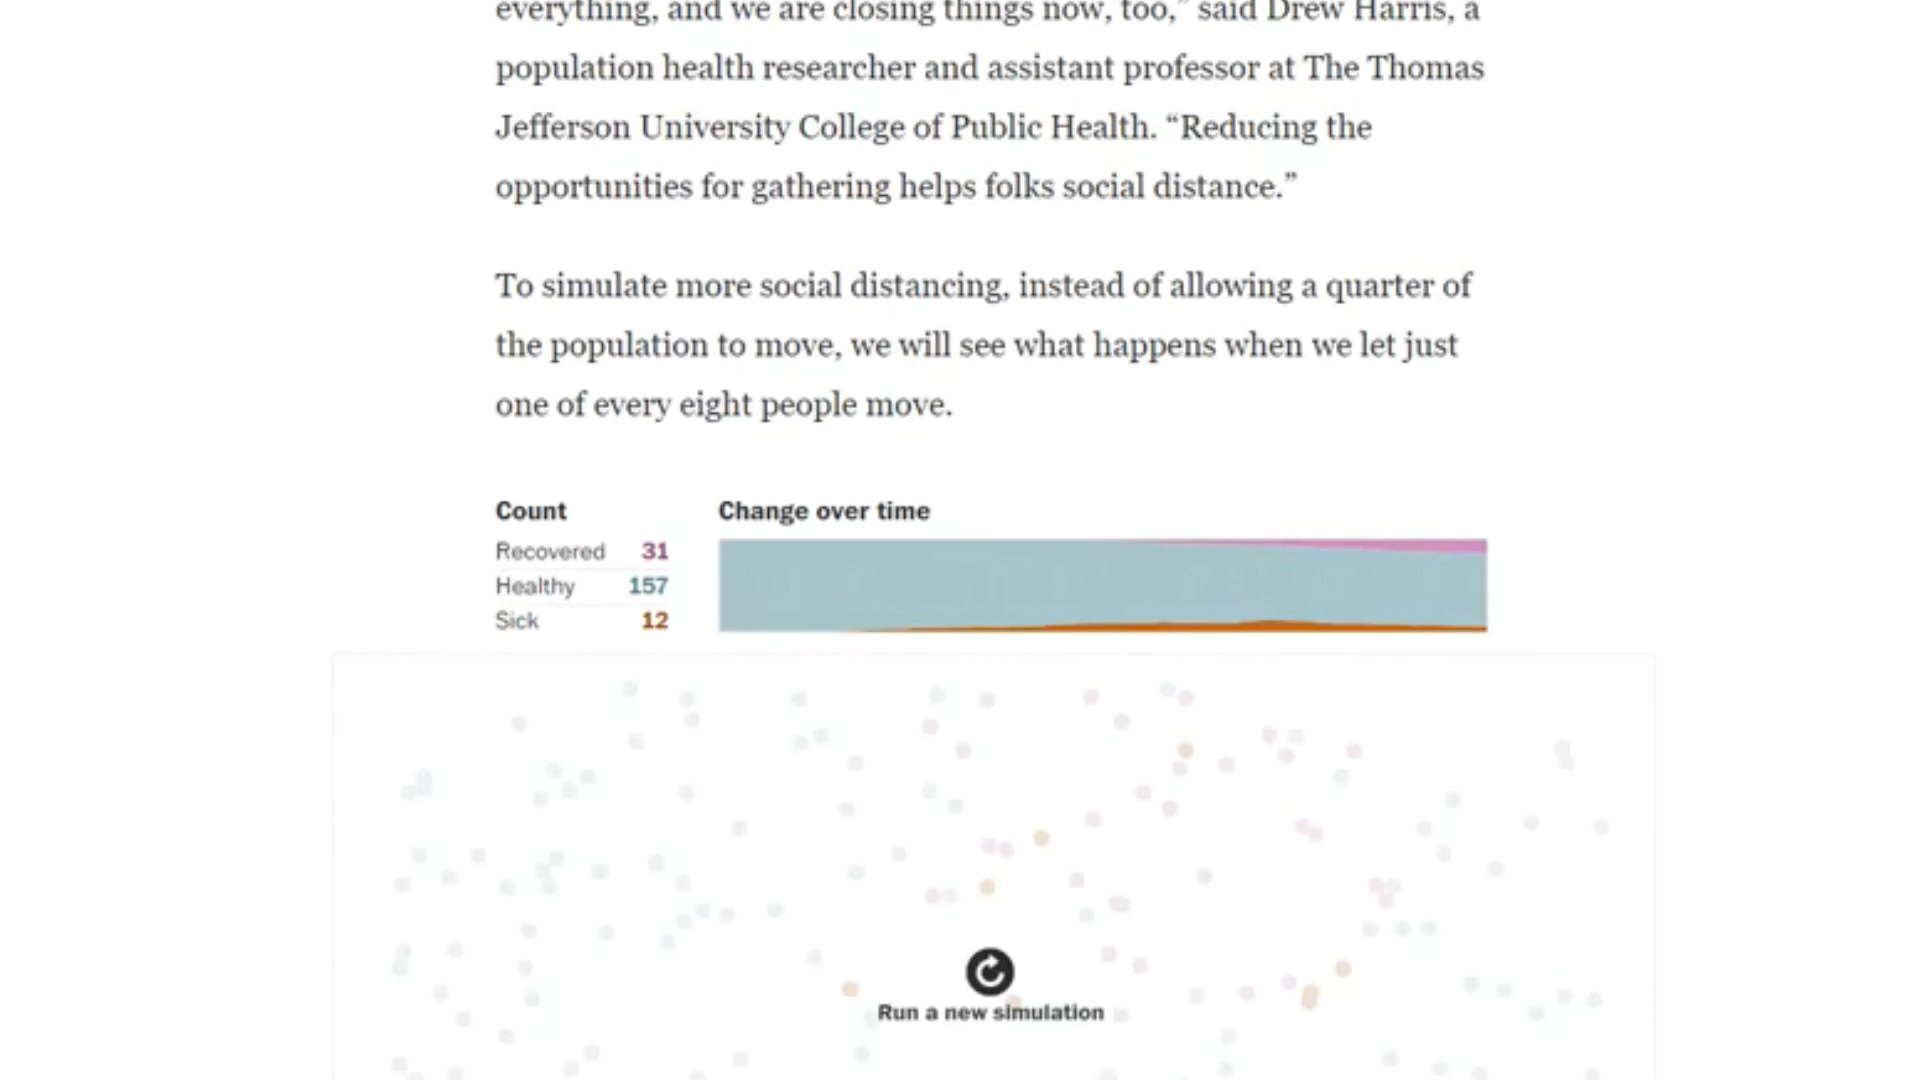 everything, and we are closing things now, too,” said Drew Harris, a
population health researcher and assistant professor at The Thomas
Jefferson University College of Public Health. “Reducing the
opportunities for gathering helps folks social distance.”
To simulate more social distancing, instead of allowing a quarter of
the population to move, we will see what happens when we let just
one of every eight people move.
Count
Recovered 31
Healthy 157
Sick 12
Change over time
Run a new simulation